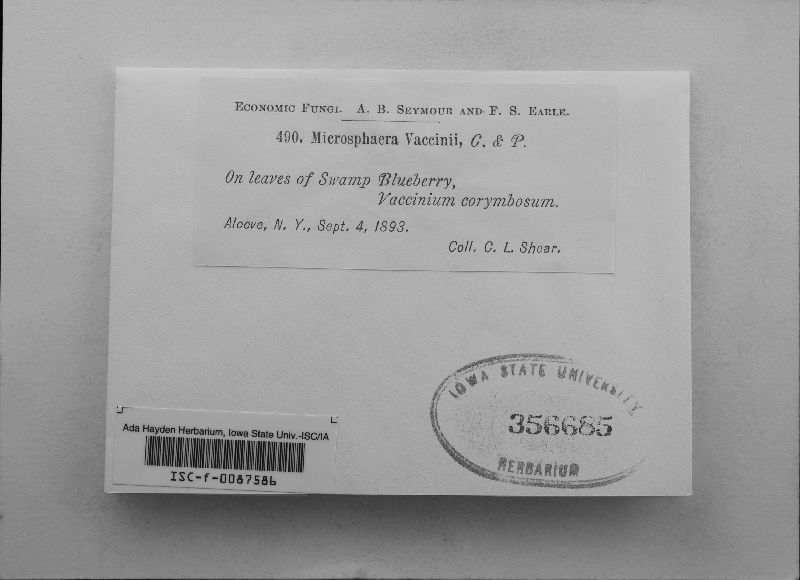 ECONOMIC FUNGI. A. B. SEYMOUR AND F. S. EARLE.
490. Microsphaera Vaccinii, C. & P.
On leaves of Swamp Blueberry,
Vaccinium corymbosum.
Alcove, N. Y., Sept. 4, 1893.
Coll. C. L. Shear.
IOWA STATE UNIVERSITY
356685
HERBARIUM
Ada Hayden Herbarium, Iowa State Univ.-ISC/IA
ISC-f-0087586